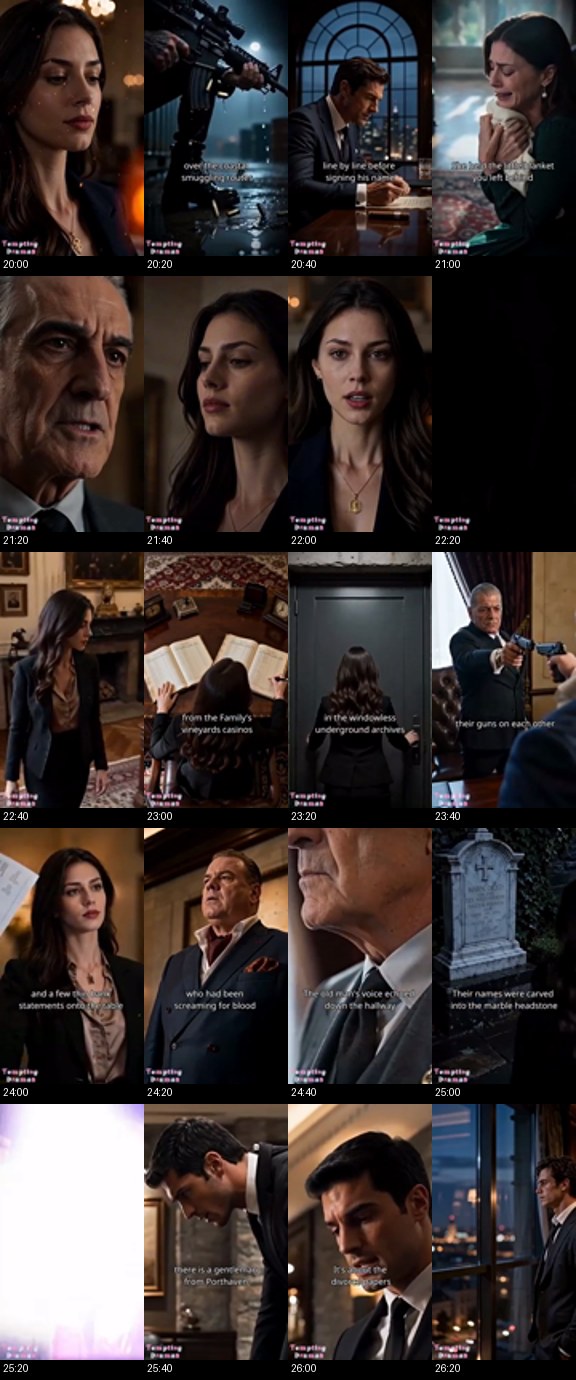 Tempting
Dramas
20:00
over the coastal
smuggling routes
Tempting
Dramas
20:20
line by line before
signing his name
Tempting
Dramas
20:40
blanket
you left behind
Tempting
Dramas
21:00
Tempting
Dramas
21:20
Tempting
Dramas
21:40
Tempting
Dramas
22:00
Tempting
Dramas
22:20
Tempting
Dramas
22:40
from the Family's
vineyards casinos
Tempting
Dramas
23:00
in the windowless
underground archives
Tempting
Dramas
23:20
their guns on each other
Tempting
Dramas
23:40
and a few thin bank
statements onto the table
Tempting
Dramas
24:00
who had been
screaming for blood
Tempting
Dramas
24:20
The old man's voice echoed
down the hallway
Tempting
Dramas
24:40
Their names were carved
into the marble headstone
Tempting
Dramas
25:00
Tempting
Dramas
25:20
there is a gentleman
from Porthaven
Tempting
Dramas
25:40
It's about the
divorce papers
Tempting
Dramas
26:00
Tempting
Dramas
26:20